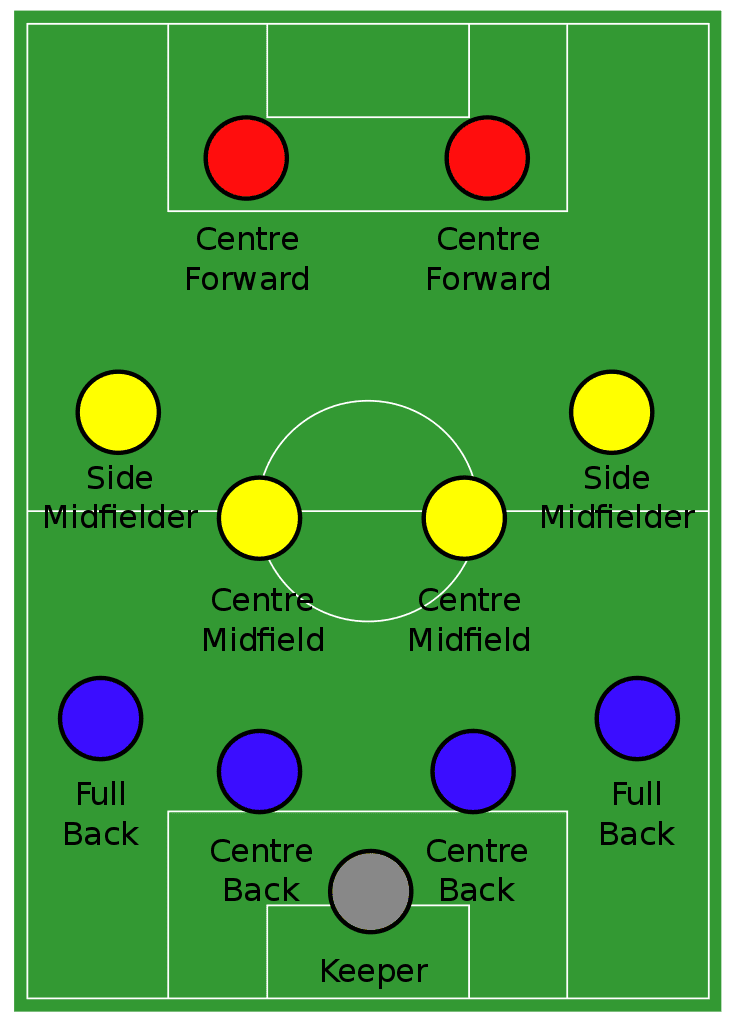 Centre
Forward
Centre
Forward
Side
Midfielder
Side
Midfielder
Centre
Midfield
Centre
Midfield
Full
Back
Full
Back
Centre
Back
Centre
Back
Keeper